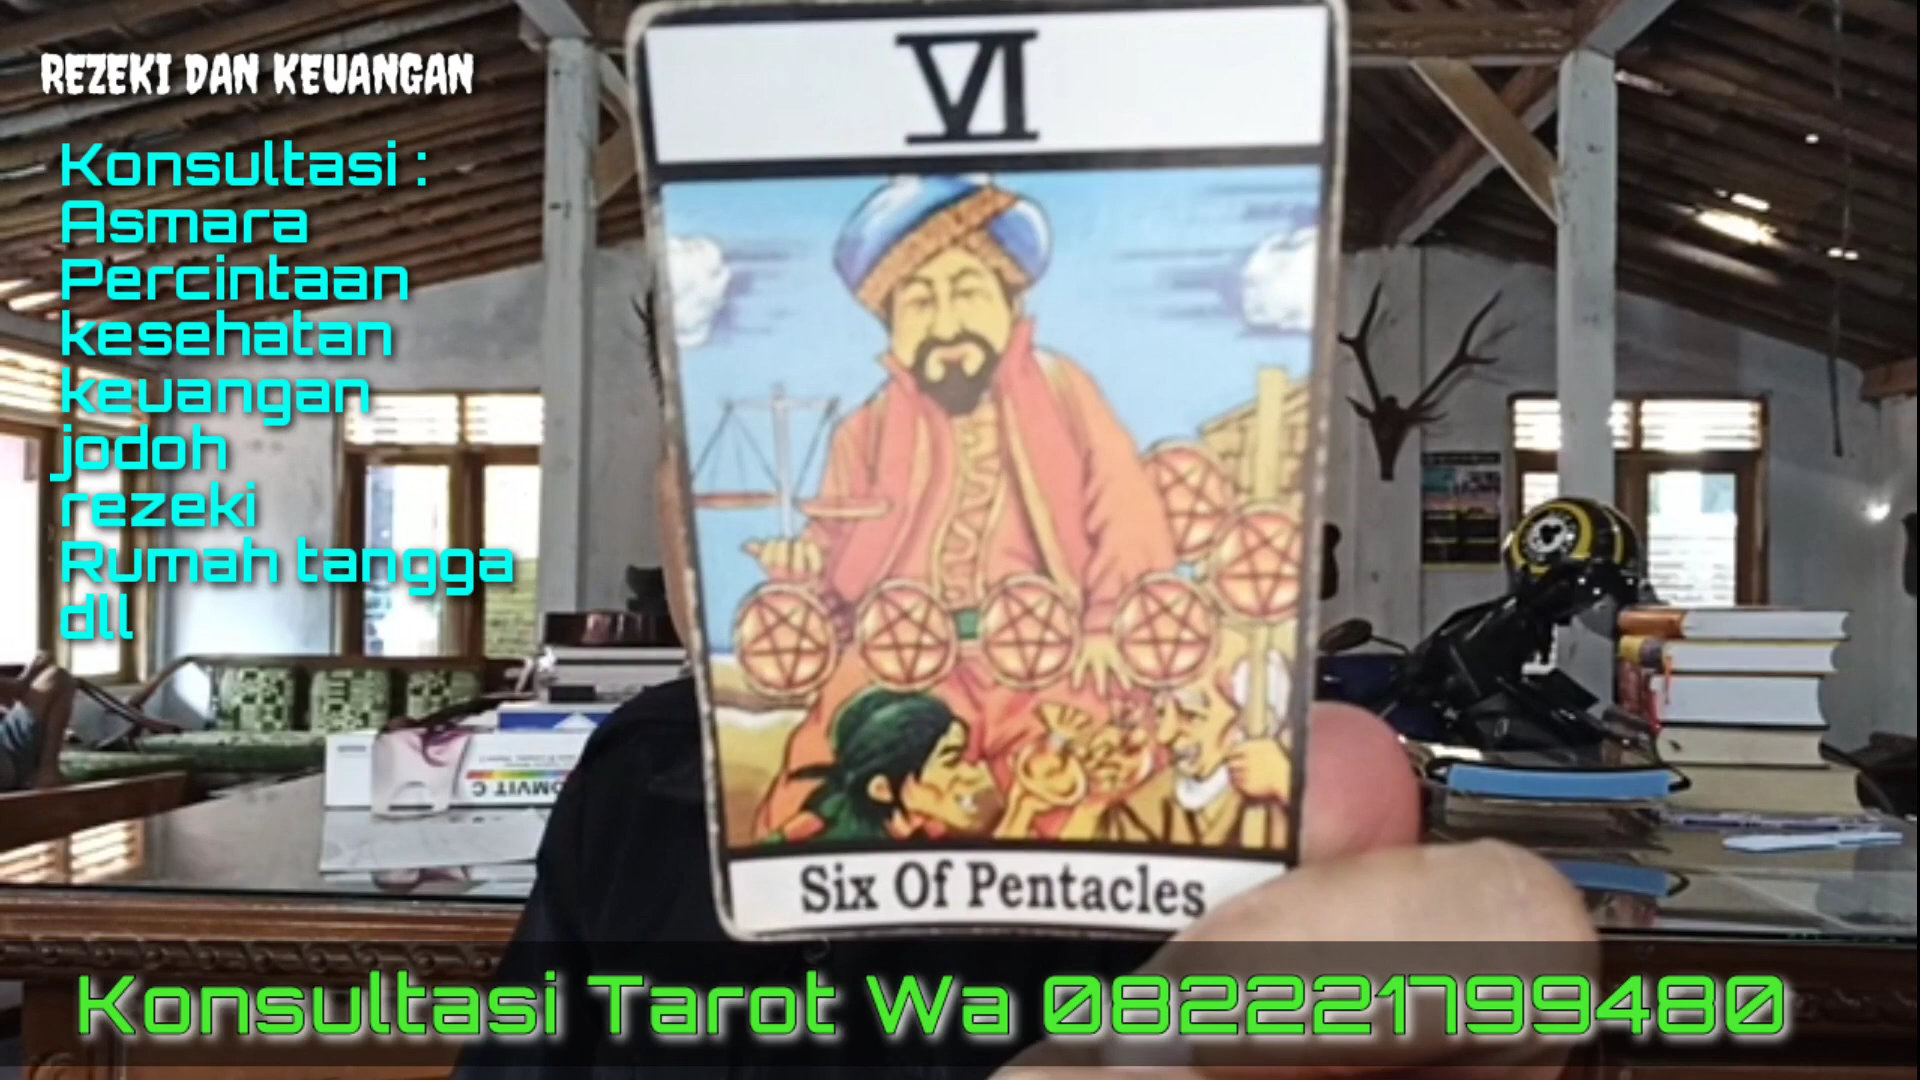 REZEKI DAN KEUANGAN
Konsultasi :
Asmara
Percintaan
kesehatan
keuangan
jodoh
rezeki
Rumah tangga
dll
VI
Six Of Pentacles
OMVIT C
Konsultasi Tarot Wa 082221799480